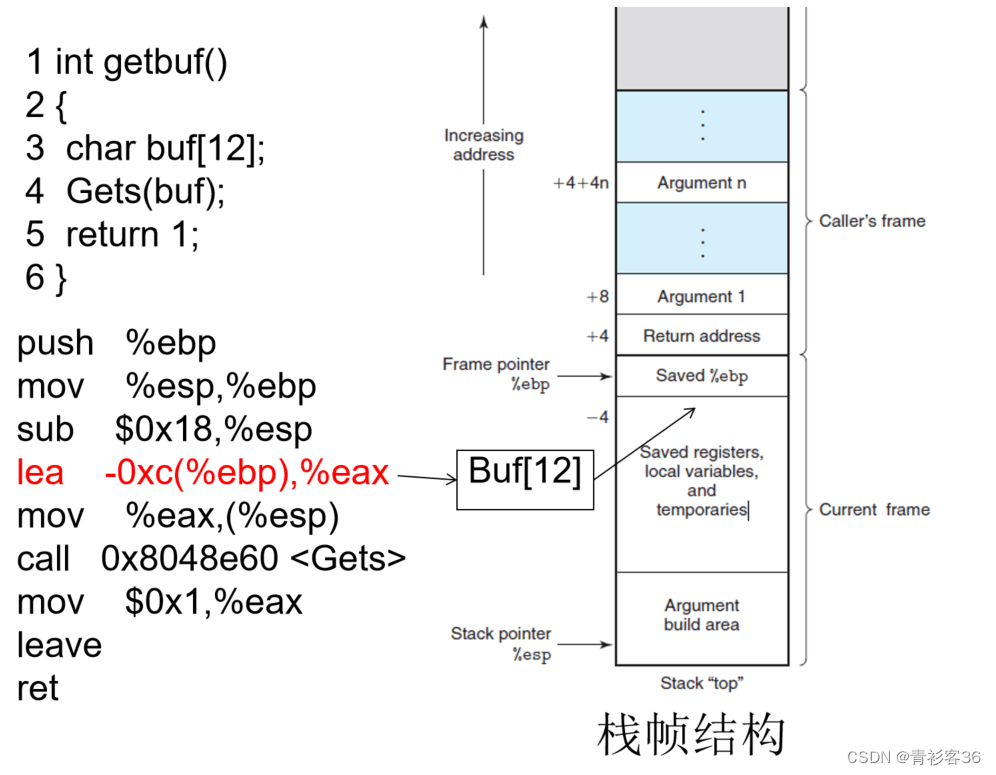 1 int getbuf()
2 {
3 char buf[12];
4 Gets(buf);
5 return 1;
6 }
push %ebp
mov %esp,%ebp
sub $0x18,%esp
lea -0xc(%ebp),%eax
mov %eax,(%esp)
call 0x8048e60 <Gets>
mov $0x1,%eax
leave
ret
Buf[12]
Increasing
address
+4+4n
Argument n
Caller's frame
+8
Argument 1
+4
Return address
Frame pointer
%ebp
Saved %ebp
−4
Saved registers,
local variables,
and
temporaries
Current frame
Argument
build area
Stack pointer
%esp
Stack “top”
栈帧结构
CSDN @青衫客36